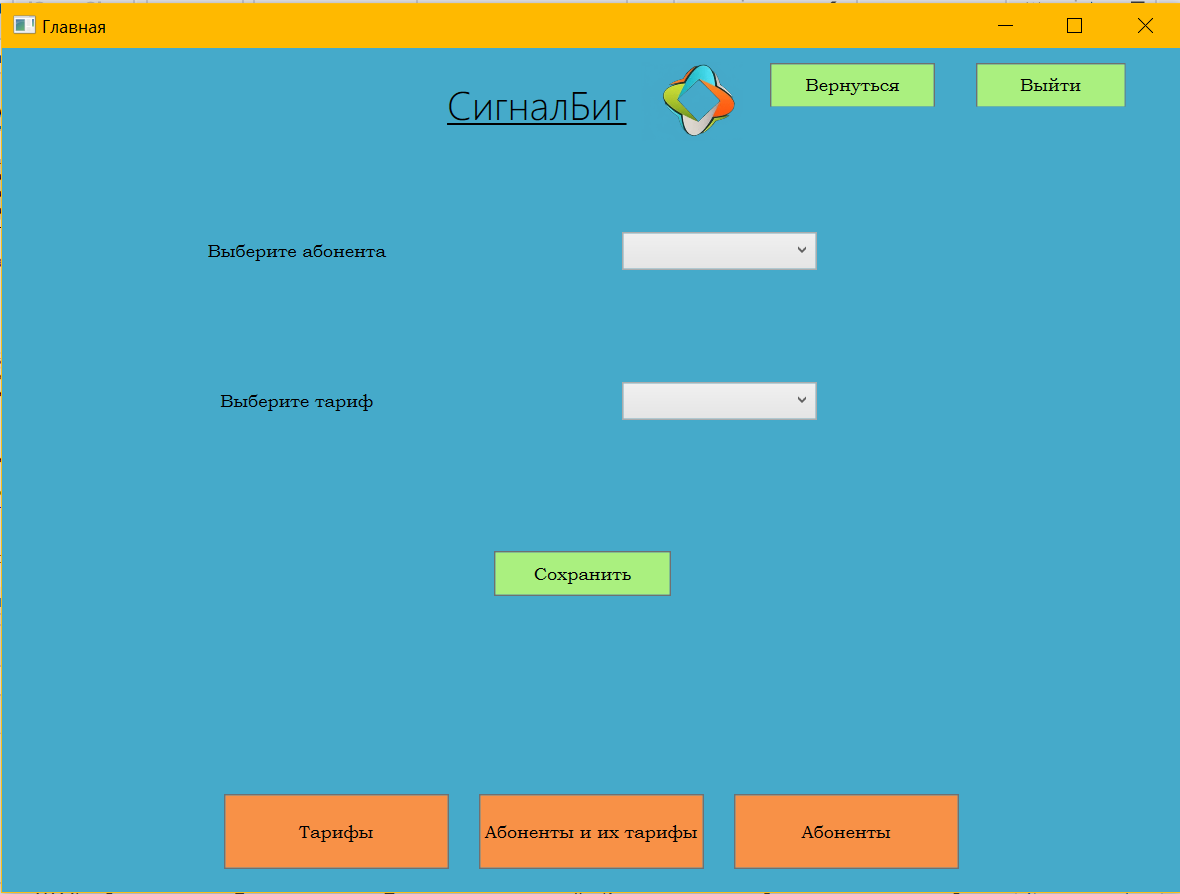 Главная
СигналБиг
Вернуться
Выйти
Выберите абонента
Выберите тариф
Сохранить
Тарифы
Абоненты и их тарифы
Абоненты